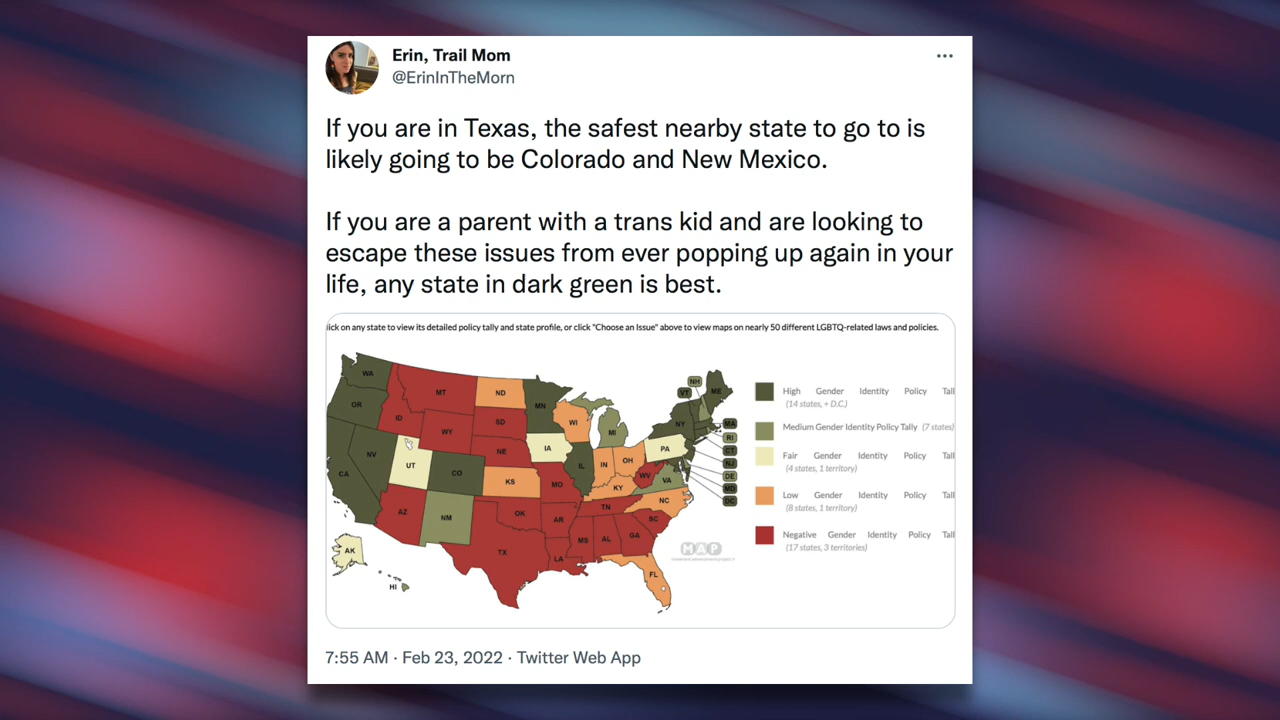 Erin, Trail Mom
@ErinInTheMorn
If you are in Texas, the safest nearby state to go to is
likely going to be Colorado and New Mexico.
If you are a parent with a trans kid and are looking to
escape these issues from ever popping up again in your
life, any state in dark green is best.
lick on any state to view its detailed policy tally and state profile, or click "Choose an Issue" above to view maps on nearly 50 different LGBTQ-related laws and policies.
WA
MT
ND
MN
OR
ID
WY
SD
WI
MI
NY
VT
NH
ME
MA
RI
CT
NJ
DE
MD
DC
NV
UT
CO
NE
IA
IL
IN
OH
PA
CA
KS
MO
KY
WV
VA
AZ
NM
OK
AR
TN
NC
SC
TX
LA
MS
AL
GA
FL
AK
HI
MAP
High Gender Identity Policy Tall
(14 states, + D.C.)
Medium Gender Identity Policy Tally (7 states)
Fair Gender Identity Policy Tall
(4 states, 1 territory)
Low Gender Identity Policy Tall
(8 states, 1 territory)
Negative Gender Identity Policy Tall
(17 states, 3 territories)
7:55 AM · Feb 23, 2022 · Twitter Web App